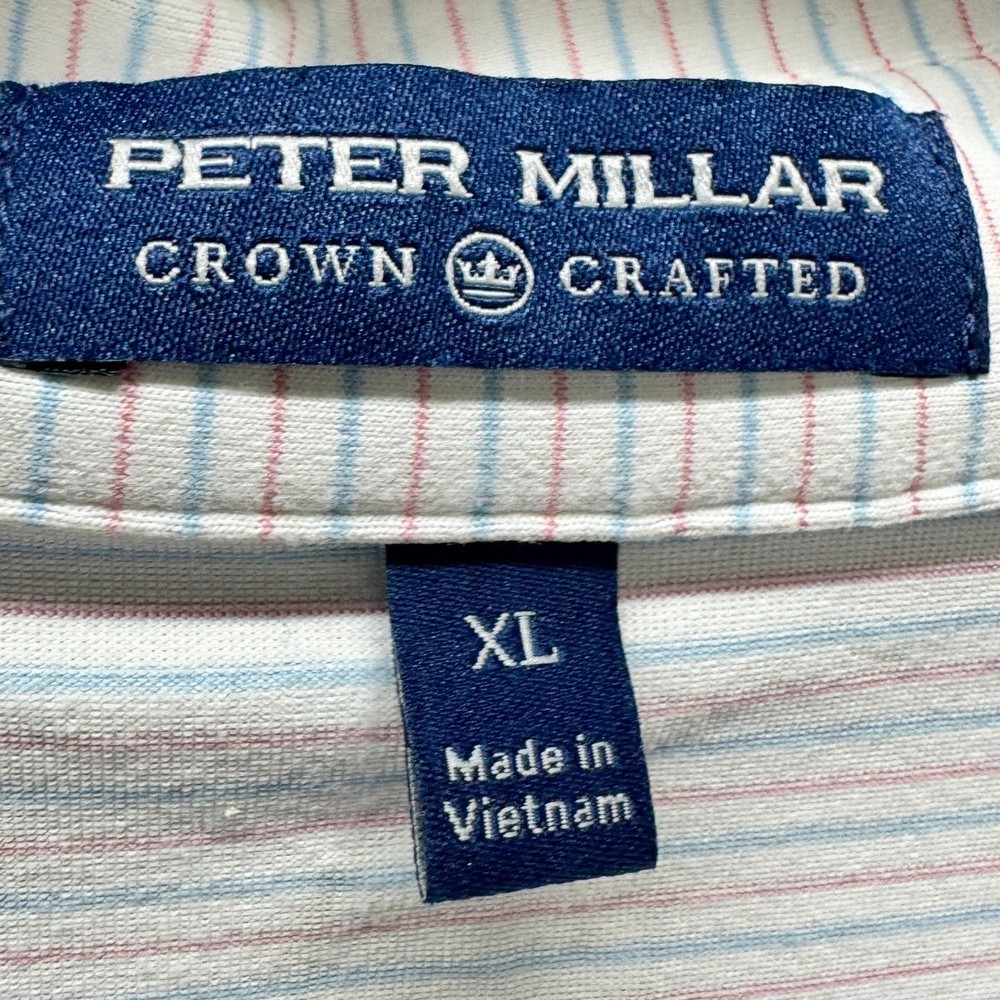 PETER MILLAR
CROWN CRAFTED
XL
Made in
Vietnam